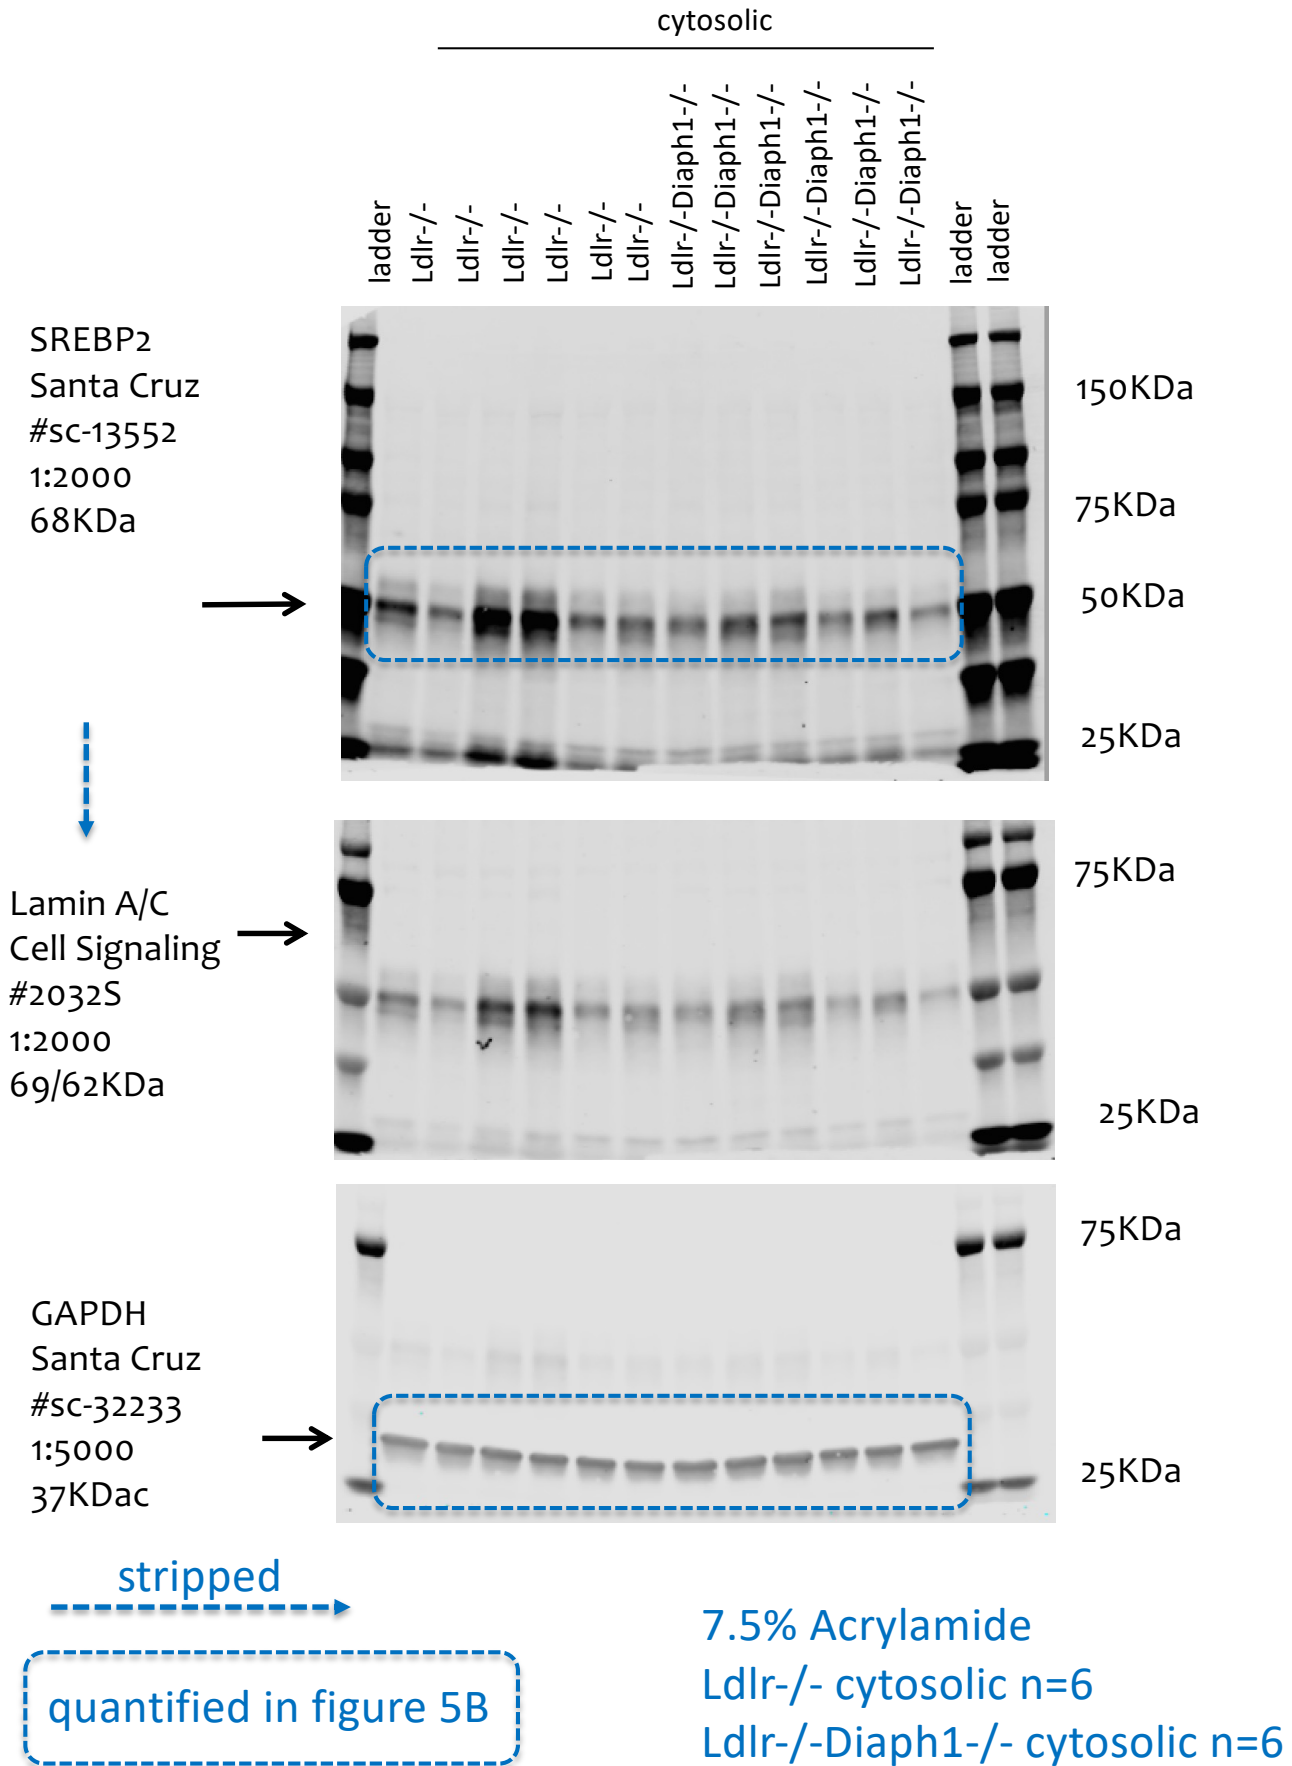 cytosolic
ladder
Ldlr-/-
Ldlr-/-
Ldlr-/-
Ldlr-/-
Ldlr-/-
Ldlr-/-
Ldlr-/-Diaph1-/-
Ldlr-/-Diaph1-/-
Ldlr-/-Diaph1-/-
Ldlr-/-Diaph1-/-
Ldlr-/-Diaph1-/-
Ldlr-/-Diaph1-/-
ladder
ladder
SREBP2
Santa Cruz
#sc-13552
1:2000
68KDa
150KDa
75KDa
50KDa
25KDa
Lamin A/C
Cell Signaling
#2032S
1:2000
69/62KDa
75KDa
25KDa
GAPDH
Santa Cruz
#sc-32233
1:5000
37KDac
75KDa
25KDa
stripped
quantified in figure 5B
7.5% Acrylamide
Ldlr-/- cytosolic n=6
Ldlr-/-Diaph1-/- cytosolic n=6